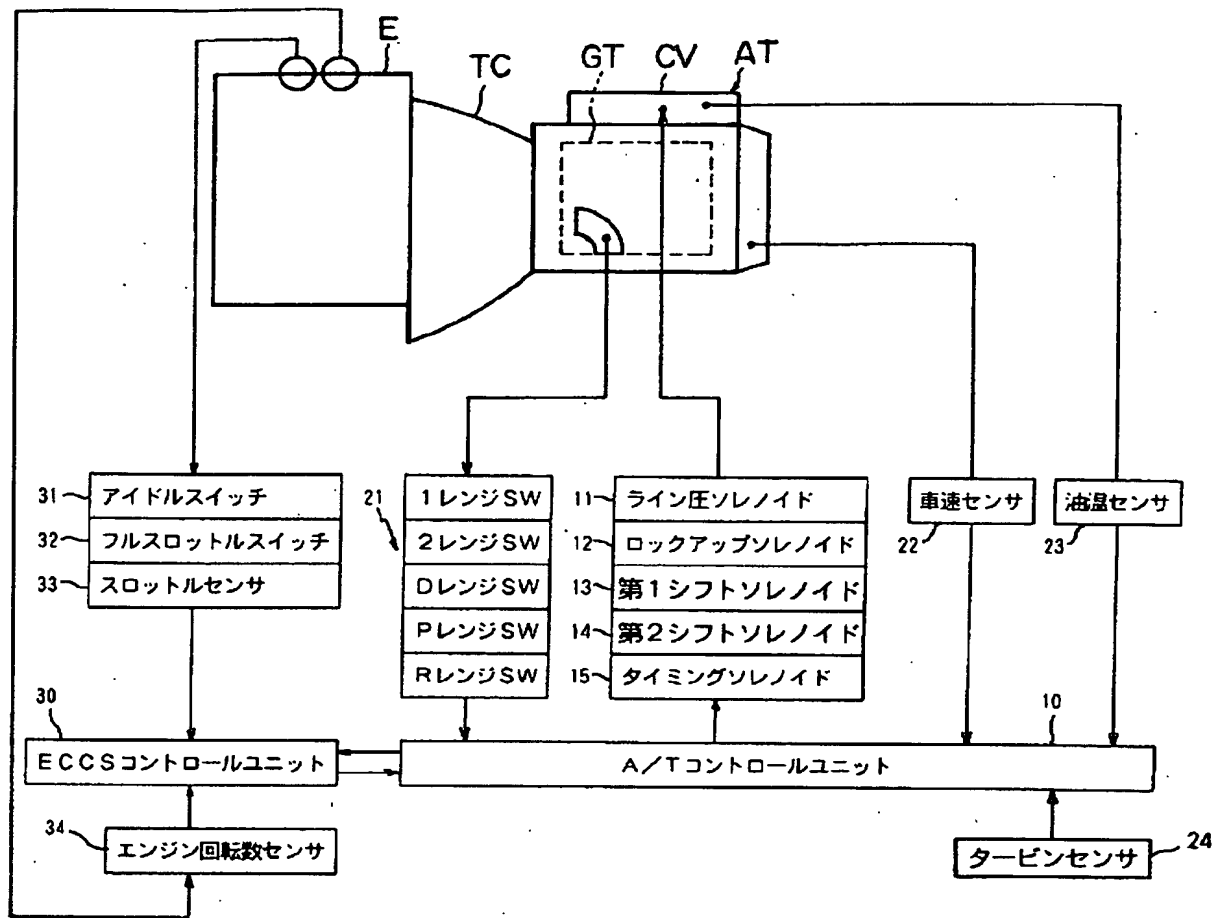 E
TC
GT
CV
AT
31
アイドルスイッチ
32
フルスロットルスイッチ
33
スロットルセンサ
21
1レンジSW
2レンジSW
DレンジSW
PレンジSW
RレンジSW
11
ライン圧ソレノイド
12
ロックアップソレノイド
13
第1シフトソレノイド
14
第2シフトソレノイド
15
タイミングソレノイド
車速センサ
22
油温センサ
23
30
ECCSコントロールユニット
10
A/Tコントロールユニット
34
エンジン回転数センサ
タービンセンサ
24